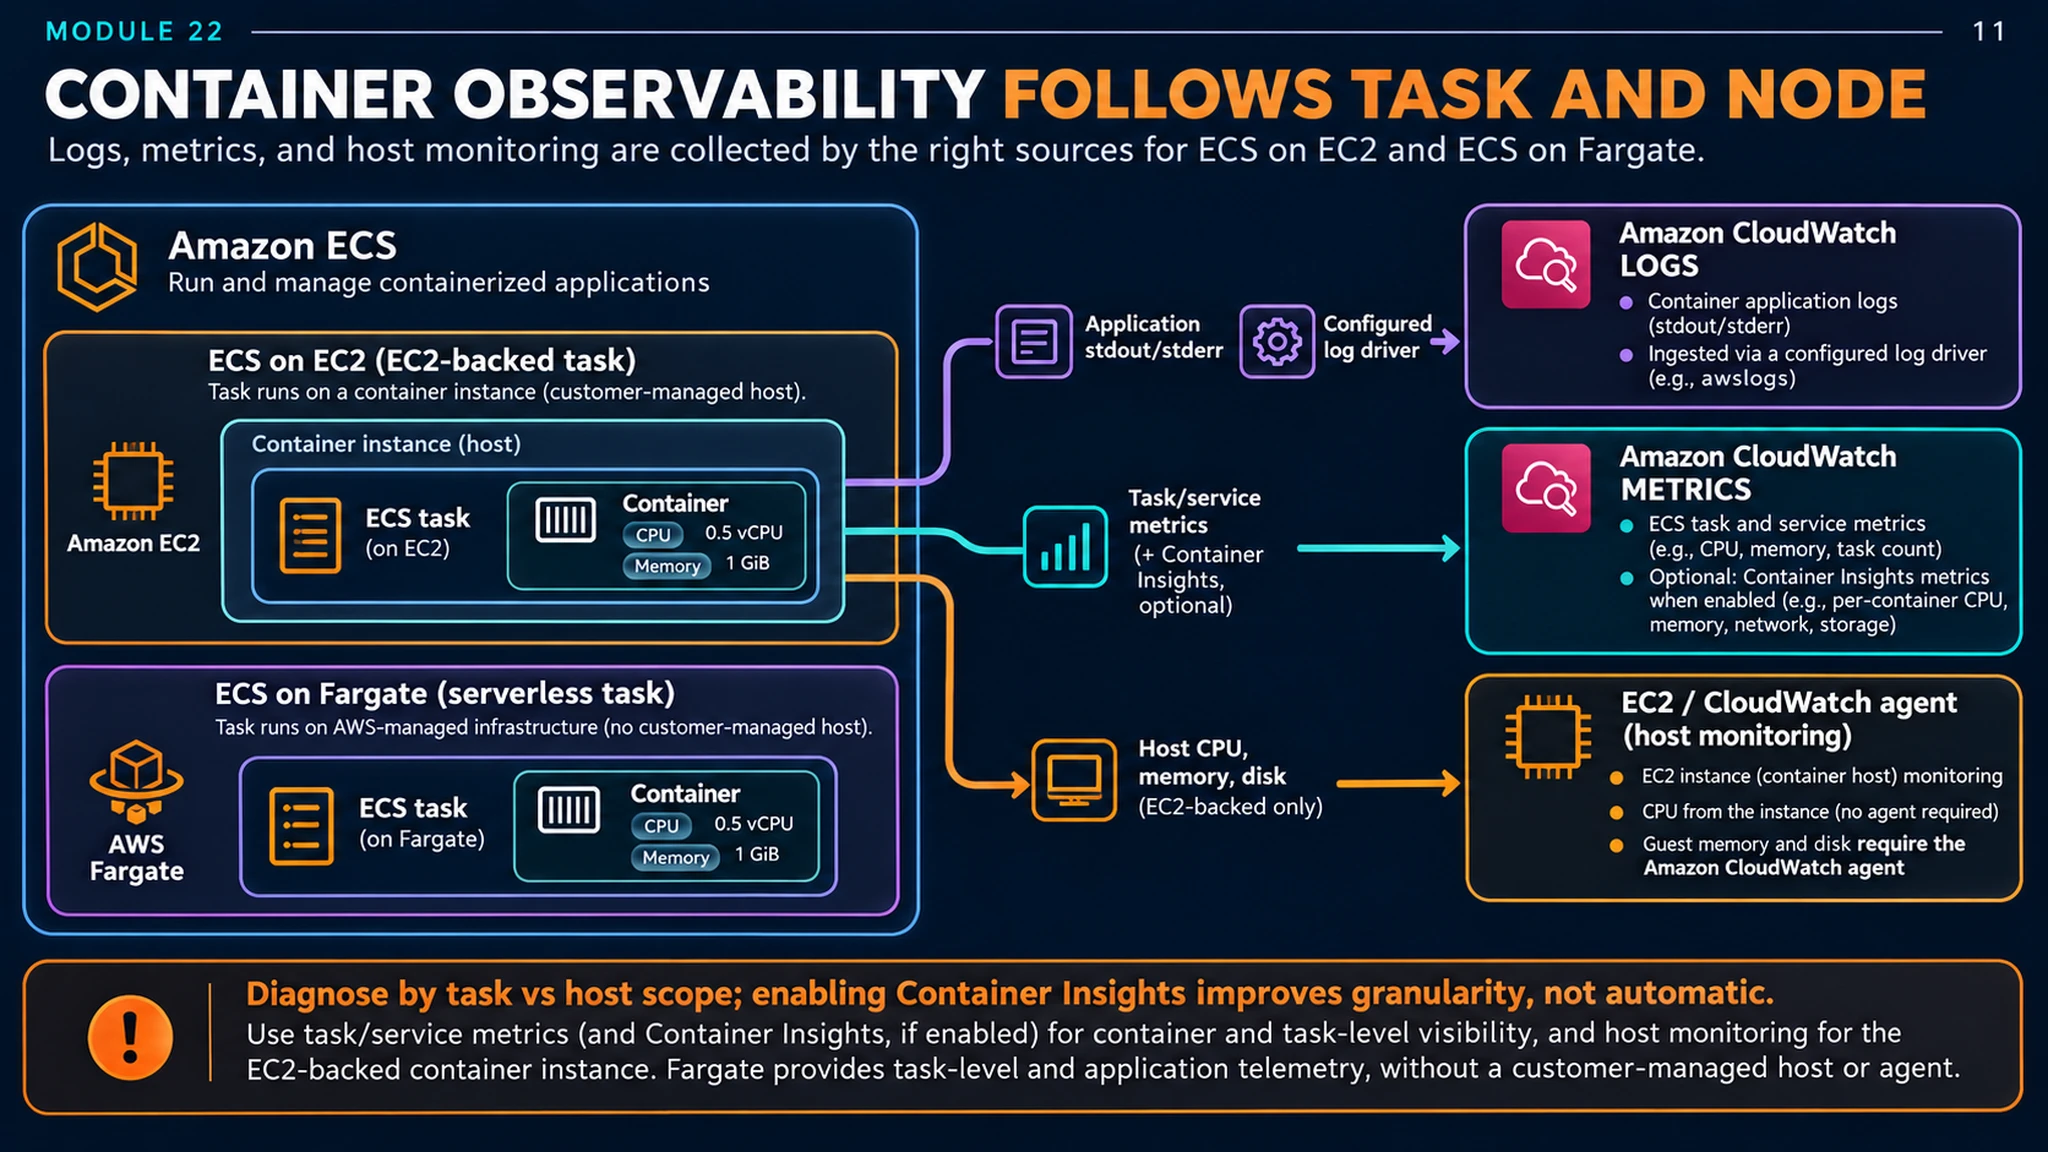 MODULE 22
11
CONTAINER OBSERVABILITY FOLLOWS TASK AND NODE
Logs, metrics, and host monitoring are collected by the right sources for ECS on EC2 and ECS on Fargate.
Amazon ECS
Run and manage containerized applications
ECS on EC2 (EC2-backed task)
Task runs on a container instance (customer-managed host).
Amazon EC2
Container instance (host)
ECS task
(on EC2)
Container
CPU 0.5 vCPU
Memory 1 GiB
ECS on Fargate (serverless task)
Task runs on AWS-managed infrastructure (no customer-managed host).
AWS
Fargate
ECS task
(on Fargate)
Container
CPU 0.5 vCPU
Memory 1 GiB
Application
stdout/stderr
Configured
log driver
Task/service
metrics
(+ Container
Insights,
optional)
Host CPU,
memory, disk
(EC2-backed only)
Amazon CloudWatch
LOGS
Container application logs
(stdout/stderr)
Ingested via a configured log driver
(e.g., awslogs)
Amazon CloudWatch
METRICS
ECS task and service metrics
(e.g., CPU, memory, task count)
Optional: Container Insights metrics
when enabled (e.g., per-container CPU,
memory, network, storage)
EC2 / CloudWatch agent
(host monitoring)
EC2 instance (container host) monitoring
CPU from the instance (no agent required)
Guest memory and disk require the
Amazon CloudWatch agent
!
Diagnose by task vs host scope; enabling Container Insights improves granularity, not automatic.
Use task/service metrics (and Container Insights, if enabled) for container and task-level visibility, and host monitoring for the
EC2-backed container instance. Fargate provides task-level and application telemetry, without a customer-managed host or agent.